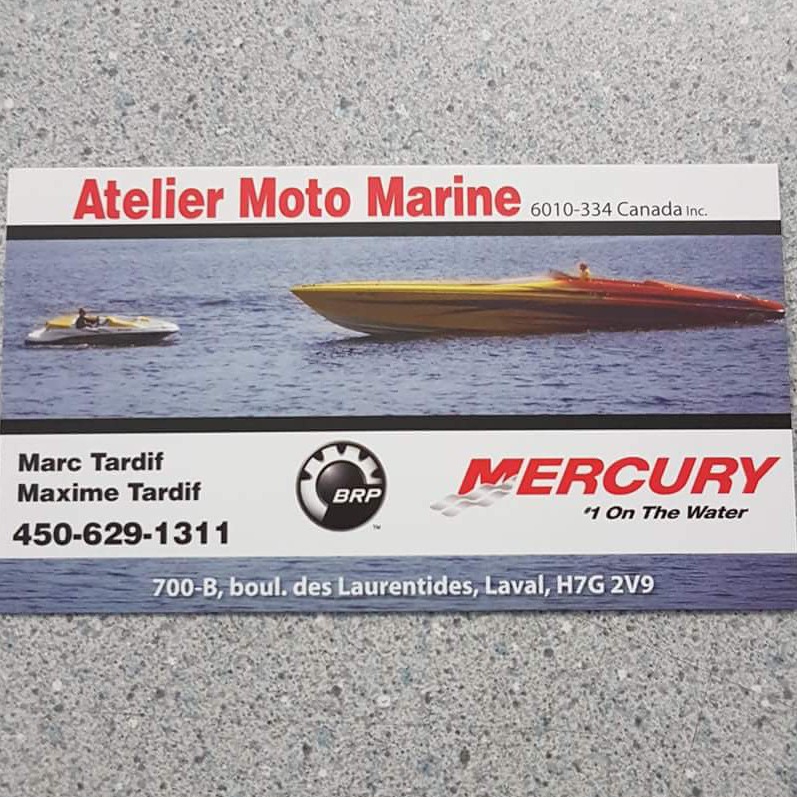 Atelier Moto Marine 6010-334 Canada Inc.
Marc Tardif
Maxime Tardif
450-629-1311
BRP
™
MERCURY
#1 On The Water
700-B, boul. des Laurentides, Laval, H7G 2V9